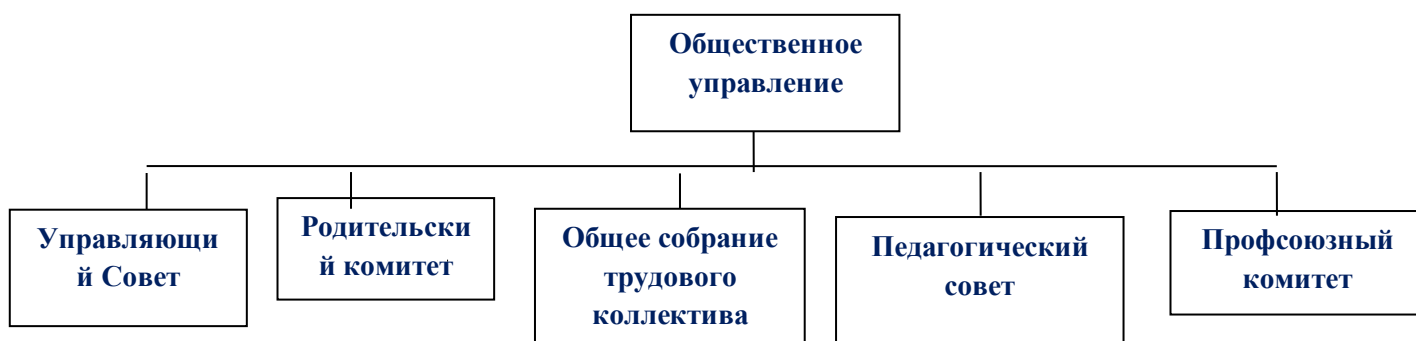 Общественное
управление
Управляющи
й Совет
Родительски
й комитет
Общее собрание
трудового
коллектива
Педагогический
совет
Профсоюзный
комитет